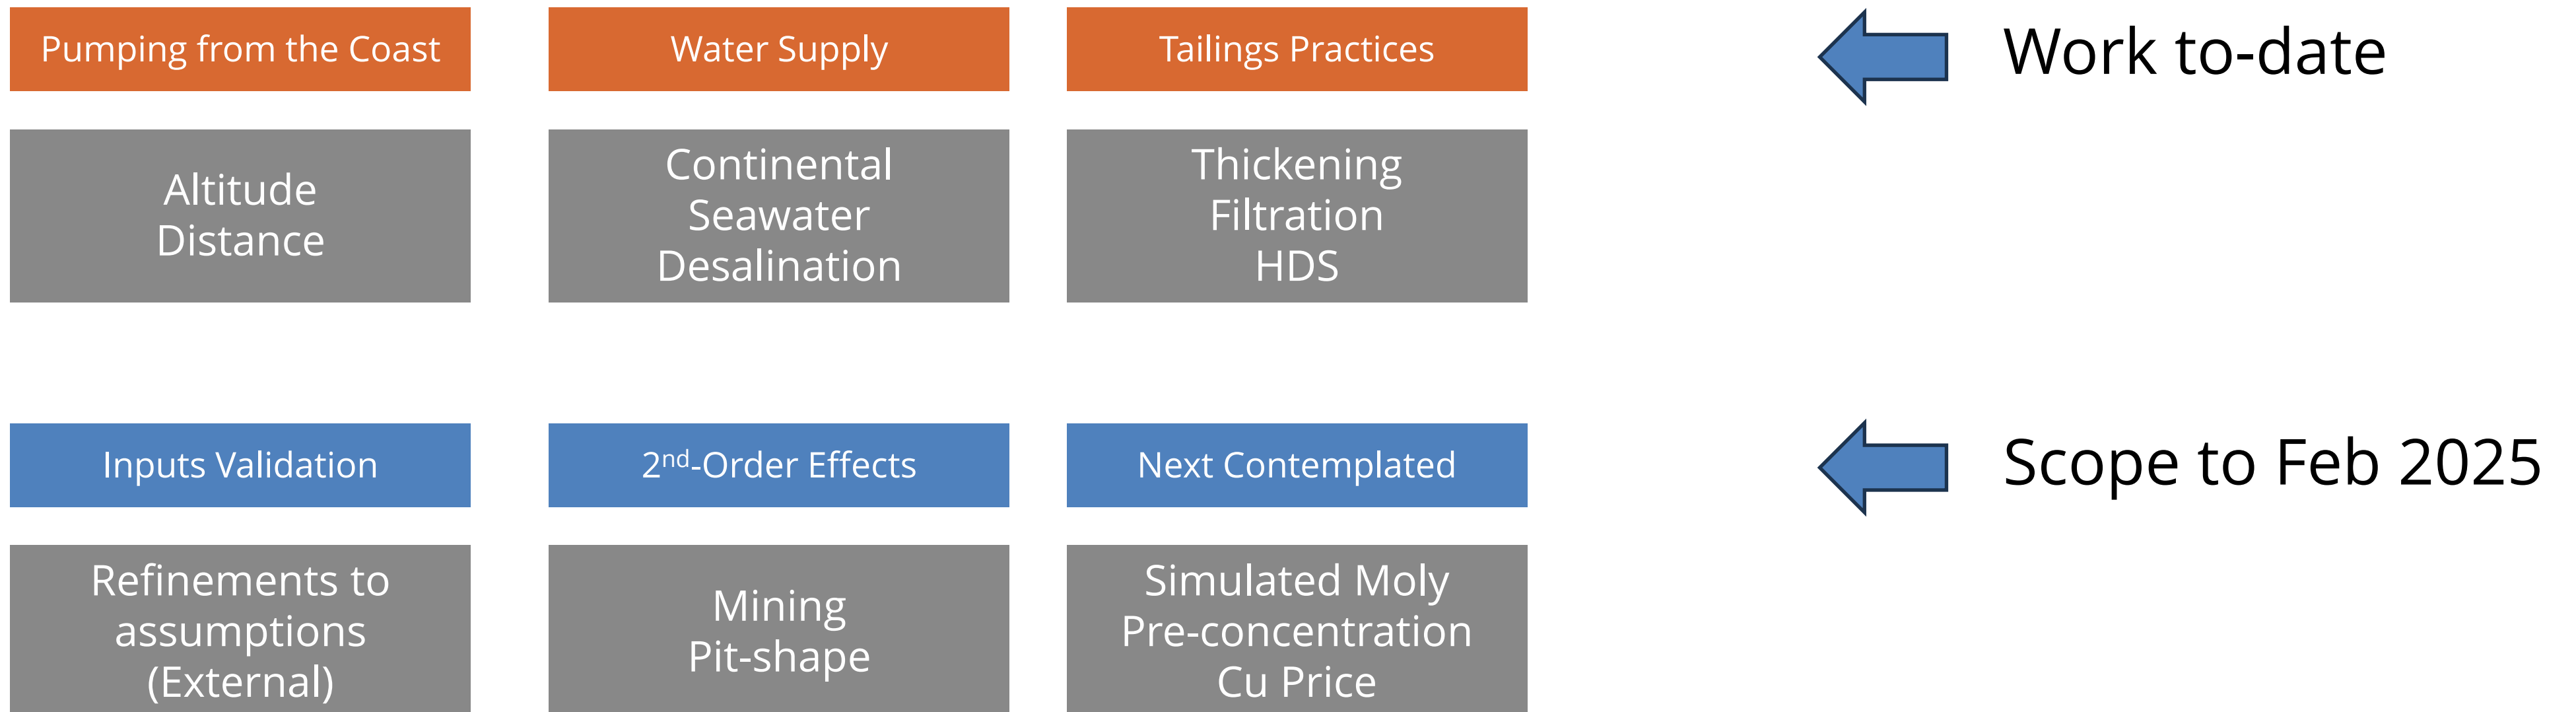 Pumping from the Coast
Water Supply
Tailings Practices
Work to-date
Altitude
Distance
Continental
Seawater
Desalination
Thickening
Filtration
HDS
Inputs Validation
2nd-Order Effects
Next Contemplated
Scope to Feb 2025
Refinements to
assumptions
(External)
Mining
Pit-shape
Simulated Moly
Pre-concentration
Cu Price